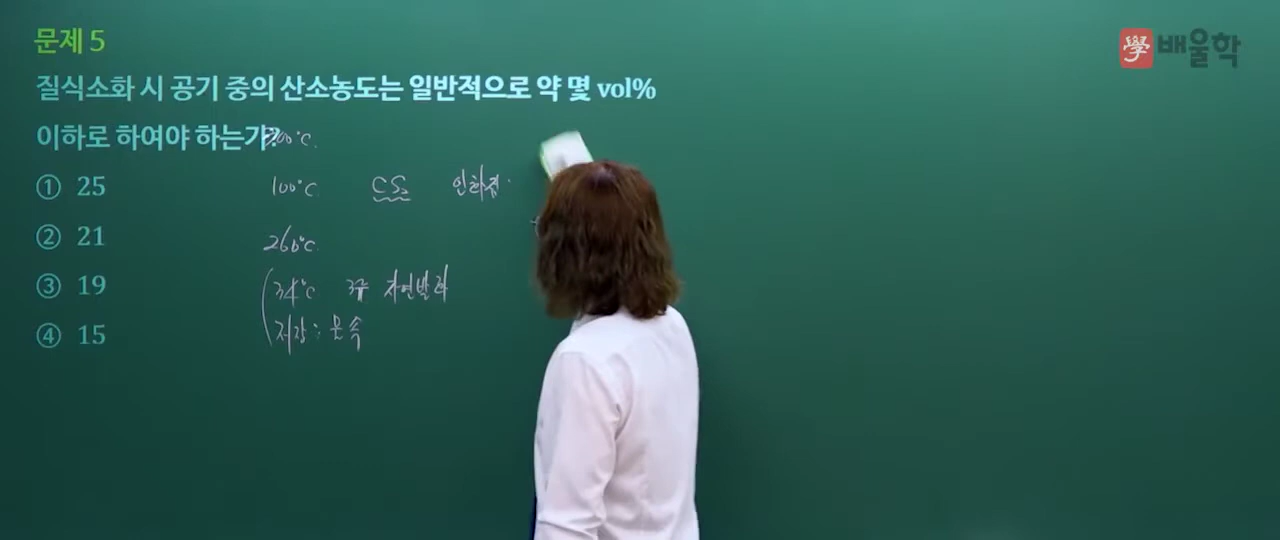 문제 5
學 배울학
질식소화 시 공기 중의 산소농도는 일반적으로 약 몇 vol%
이하로 하여야 하는가?
① 25
② 21
③ 19
④ 15
100°C CS₂ 인화점
260°C
34°C 3류 자연발화
저장 : 물속